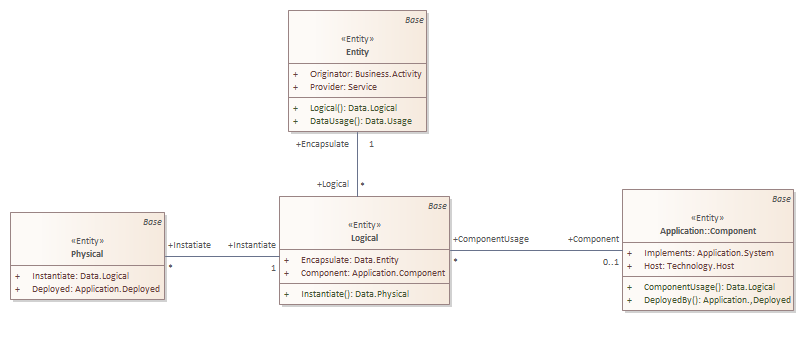 Base
«Entity»
Entity
+ Originator: Business.Activity
+ Provider: Service
+ Logical(): Data.Logical
+ DataUsage(): Data.Usage
+Encapsulate 1
+Logical *
Base
«Entity»
Physical
+ Instantiate: Data.Logical
+ Deployed: Application.Deployed
+Instatiate +Instantiate
* 1
Base
«Entity»
Logical
+ Encapsulate: Data.Entity
+ Component: Application.Component
+ Instantiate(): Data.Physical
+ComponentUsage +Component
* 0..1
Base
«Entity»
Application::Component
+ Implements: Application.System
+ Host: Technology.Host
+ ComponentUsage(): Data.Logical
+ DeployedBy(): Application.,Deployed